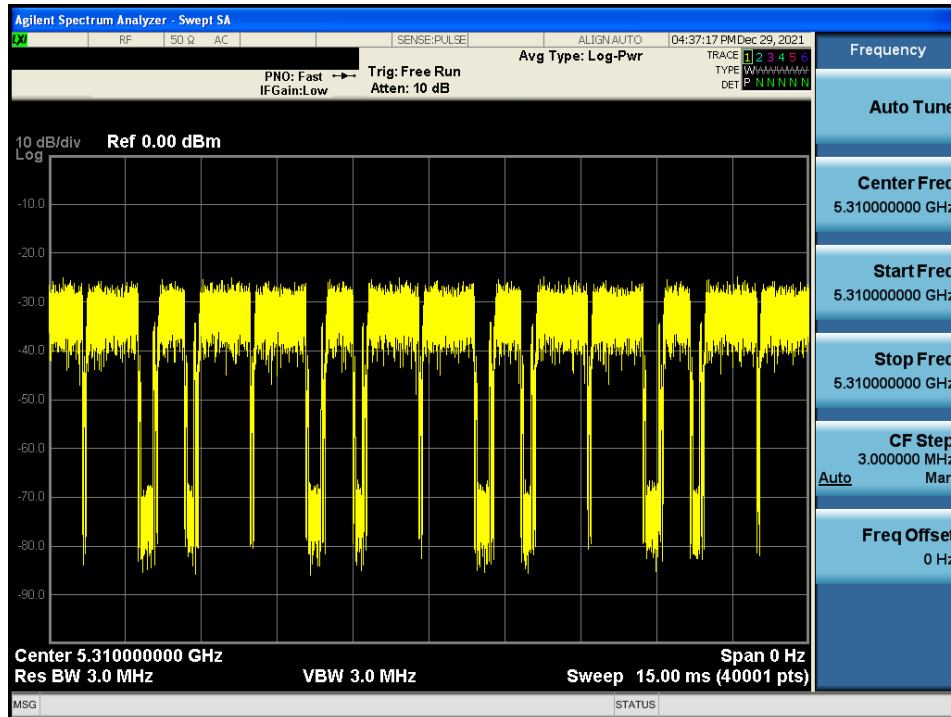 Agilent Spectrum Analyzer - Swept SA
LXI RF 50 Ω AC SENSE:PULSE ALIGN AUTO 04:37:17 PM Dec 29, 2021
Frequency
PNO: Fast
IFGain:Low
Trig: Free Run
Atten: 10 dB
Avg Type: Log-Pwr
TRACE 1 2 3 4 5 6
TYPE W
DET P N N N N N
Auto Tune
10 dB/div
Log
Ref 0.00 dBm
Center Freq
5.310000000 GHz
Start Freq
5.310000000 GHz
Stop Freq
5.310000000 GHz
CF Step
3.000000 MHz
Auto Man
Freq Offset
0 Hz
-10.0
-20.0
-30.0
-40.0
-50.0
-60.0
-70.0
-80.0
-90.0
Center 5.310000000 GHz Span 0 Hz
Res BW 3.0 MHz VBW 3.0 MHz Sweep 15.00 ms (40001 pts)
MSG STATUS